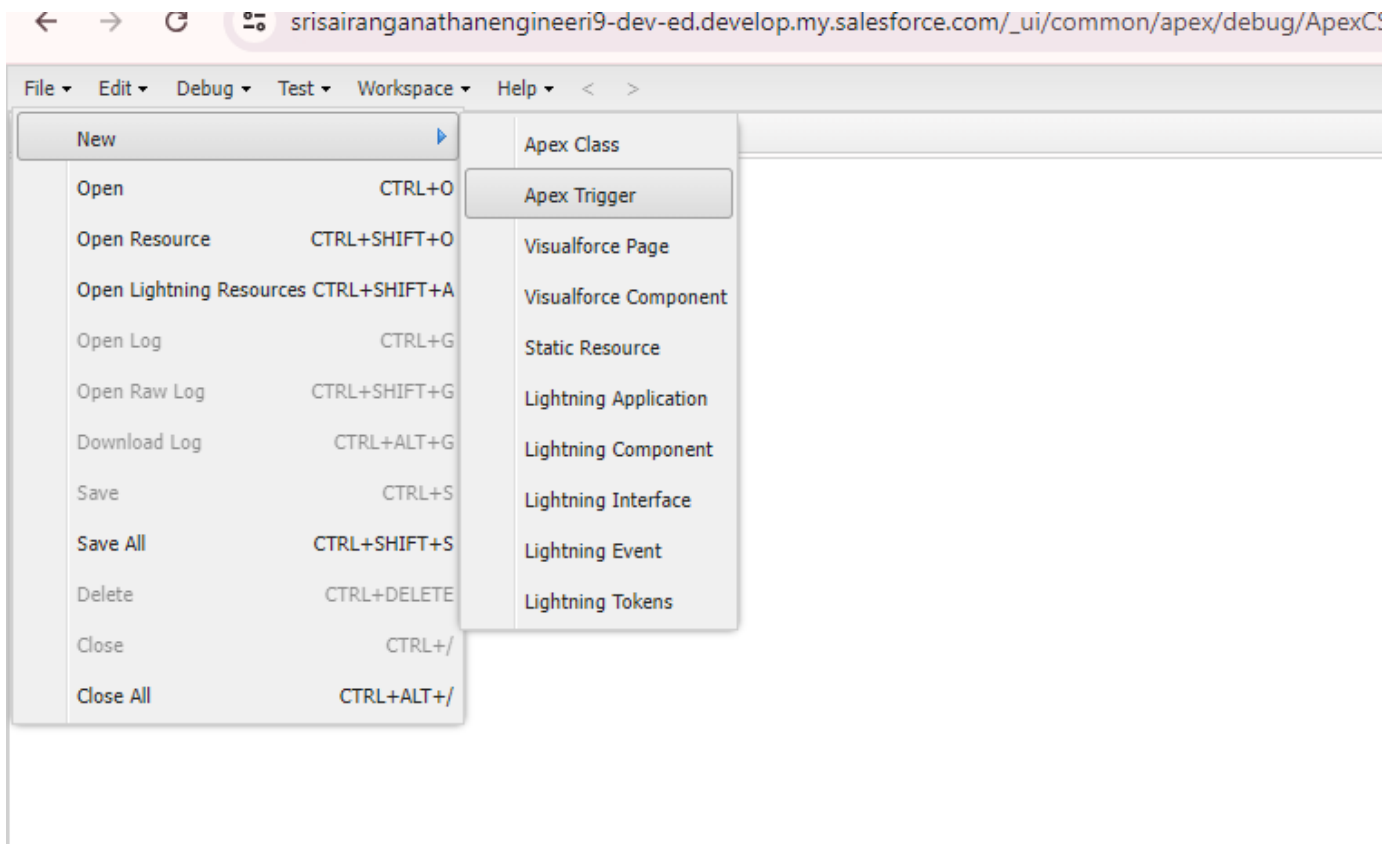 srisairanganathanengineeri9-dev-ed.develop.my.salesforce.com/_ui/common/apex/debug/ApexCS
File Edit Debug Test Workspace Help < >
New
Open CTRL+O
Open Resource CTRL+SHIFT+O
Open Lightning Resources CTRL+SHIFT+A
Open Log CTRL+G
Open Raw Log CTRL+SHIFT+G
Download Log CTRL+ALT+G
Save CTRL+S
Save All CTRL+SHIFT+S
Delete CTRL+DELETE
Close CTRL+/
Close All CTRL+ALT+/
Apex Class
Apex Trigger
Visualforce Page
Visualforce Component
Static Resource
Lightning Application
Lightning Component
Lightning Interface
Lightning Event
Lightning Tokens